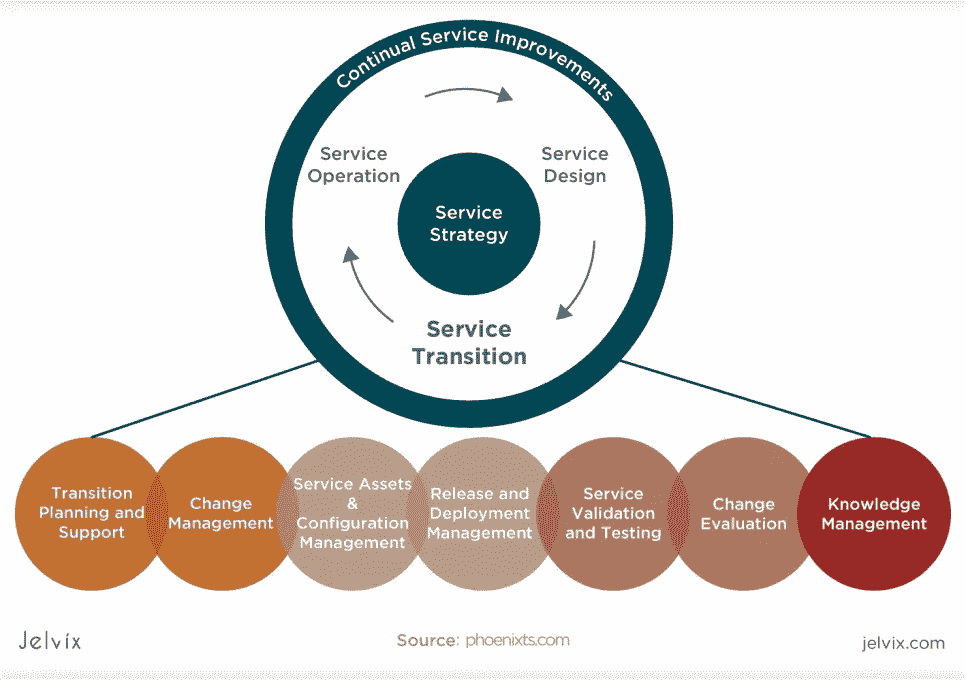 Continual Service Improvements
Service
Operation
Service
Design
Service
Strategy
Service
Transition
Transition
Planning and
Support
Change
Management
Service Assets
&
Configuration
Management
Release and
Deployment
Management
Service
Validation
and Testing
Change
Evaluation
Knowledge
Management
Jelvix
Source: phoenixts.com
jelvix.com